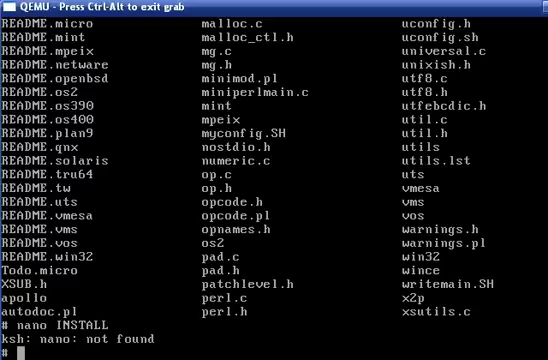 QEMU - Press Ctrl-Alt to exit grab
README.micro malloc.c uconfig.h
README.mint malloc_ctl.h uconfig.sh
README.mpeix mg.c universal.c
README.netware mg.h unixish.h
README.openbsd minimod.pl utf8.c
README.os2 miniperlmain.c utf8.h
README.os390 mint utfebcdic.h
README.os400 mpeix util.c
README.plan9 myconfig.SH util.h
README.qnx nostdio.h utils
README.solaris numeric.c utils.lst
README.tru64 op.c uts
README.tw op.h vmesa
README.uts opcode.h vms
README.vmesa opcode.pl vos
README.vms opnames.h warnings.h
README.vos os2 warnings.pl
README.win32 pad.c win32
Todo.micro pad.h wince
XSUB.h patchlevel.h writemain.SH
apollo perl.c x2p
autodoc.pl perl.h xsutils.c
# nano INSTALL
ksh: nano: not found
#